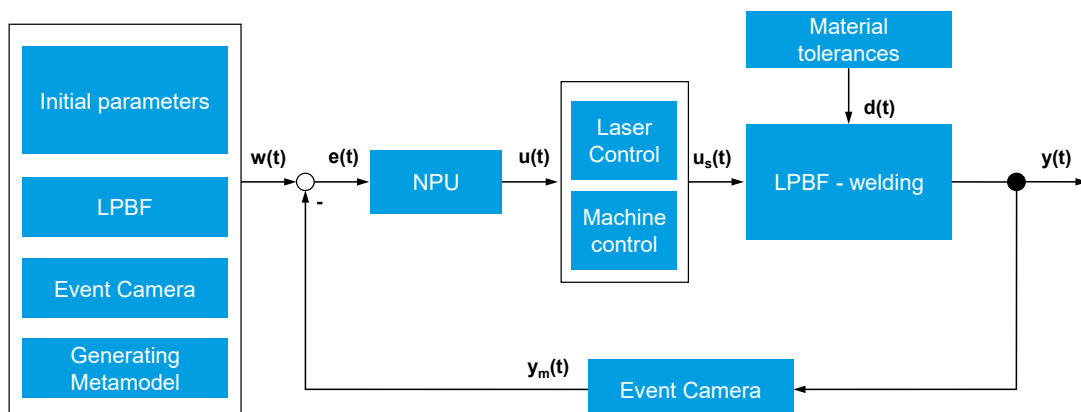 Initial parameters
LPBF
Event Camera
Generating
Metamodel
w(t)
-
e(t)
NPU
u(t)
Laser
Control
Machine
control
uₛ(t)
Material
tolerances
d(t)
LPBF - welding
y(t)
Event Camera
yₘ(t)